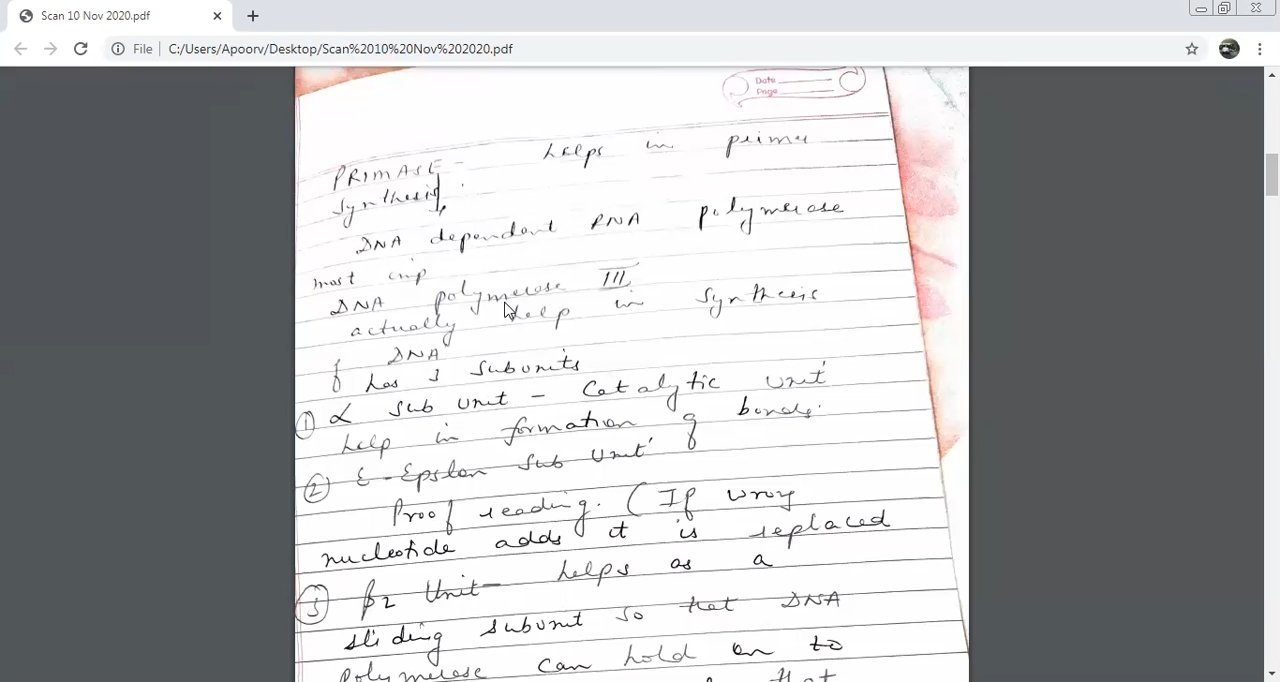 Scan 10 Nov 2020.pdf
File C:/Users/Apoorv/Desktop/Scan%2010%20Nov%202020.pdf
Date
Page
PRIMASE - helps in primer
Synthesis,
DNA dependant RNA polymerase
most imp
DNA polymerase III
actually help in Synthesis
of DNA
has 3 subunits
① α Sub Unit - Catalytic Unit
help in formation of bonds.
② Ɛ - Epsilon Sub Unit
Proof reading. (If wrong
nucleotide adds it is replaced
③ β2 Unit - helps as a
sliding subunit so that DNA
polymerase can hold on to
that